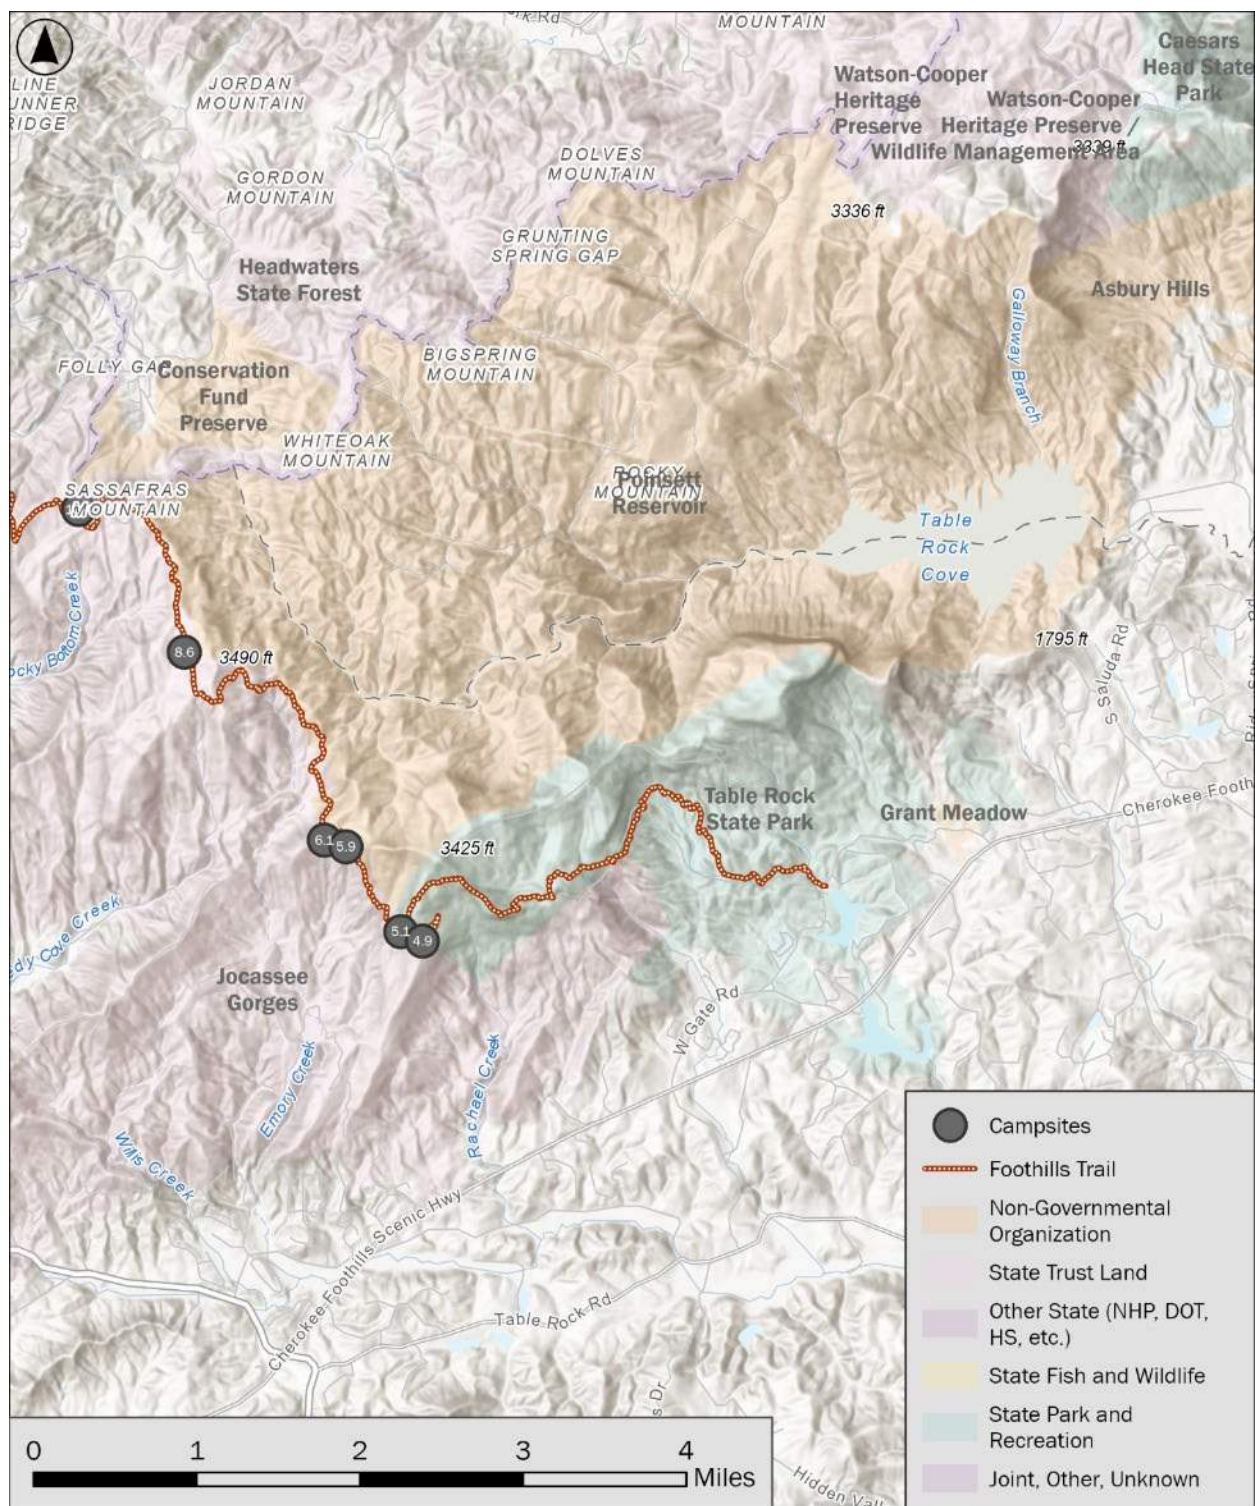 MOUNTAIN
Caesars
Head State
Park
JORDAN
MOUNTAIN
Watson-Cooper
Heritage
Preserve
Watson-Cooper
Heritage Preserve /
Wildlife Management Area
3339 ft
DOLVES
MOUNTAIN
GORDON
MOUNTAIN
3336 ft
GRUNTING
SPRING GAP
Headwaters
State Forest
Asbury Hills
Galloway Branch
BIGSPRING
MOUNTAIN
FOLLY GAP
Conservation
Fund
Preserve
WHITEOAK
MOUNTAIN
ROCKY
MOUNTAIN
Poinsett
Reservoir
SASSAFRAS
MOUNTAIN
Table
Rock
Cove
8.6
3490 ft
1795 ft
S Saluda Rd
Table Rock
State Park
Grant Meadow
Cherokee Footh
6.1
5.9
3425 ft
5.1
4.9
Jocassee
Gorges
W Gate Rd
Emory Creek
Rachael Creek
Wills Creek
Cherokee Foothills Scenic Hwy
Table Rock Rd
Campsites
Foothills Trail
Non-Governmental
Organization
State Trust Land
Other State (NHP, DOT,
HS, etc.)
State Fish and Wildlife
State Park and
Recreation
Joint, Other, Unknown
0 1 2 3 4
Miles